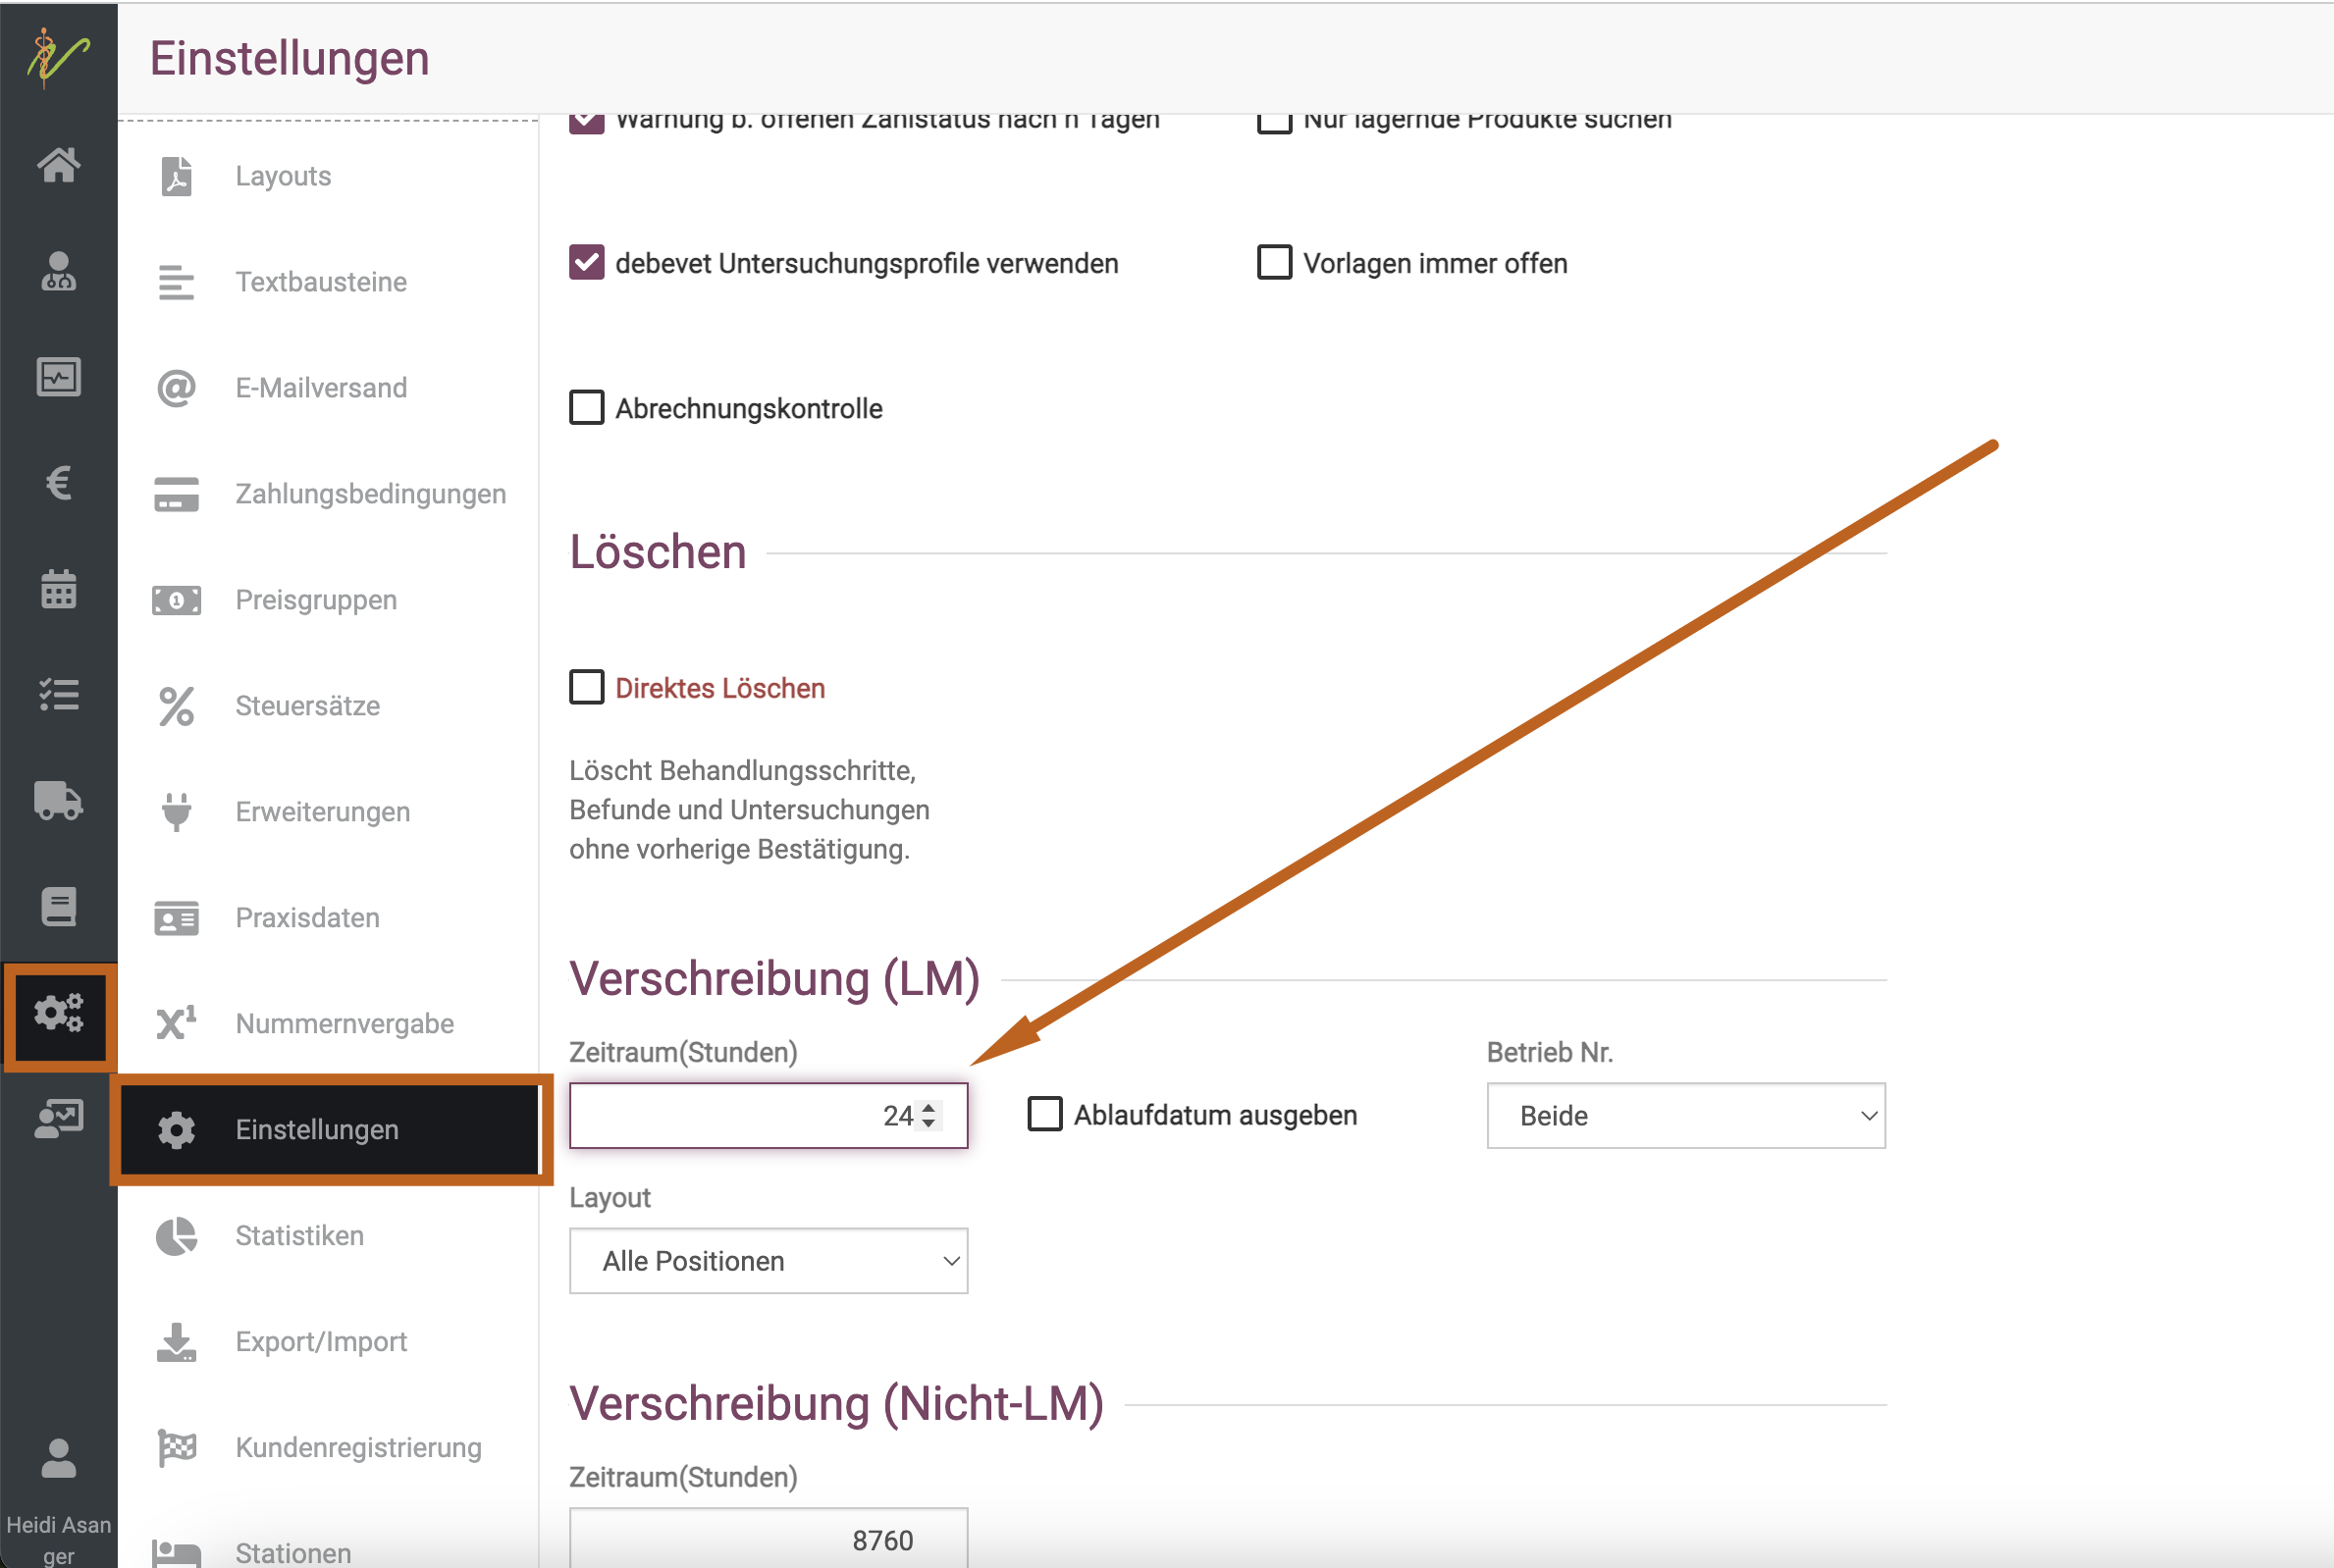 Einstellungen
Warnung b. offenen Zahlstatus nach n Tagen
Nur lagernde Produkte suchen
Layouts
Textbausteine
E-Mailversand
Zahlungsbedingungen
Preisgruppen
Steuersätze
Erweiterungen
Praxisdaten
Nummernvergabe
Einstellungen
Statistiken
Export/Import
Kundenregistrierung
Stationen
Heidi Asan
ger
debevet Untersuchungsprofile verwenden
Vorlagen immer offen
Abrechnungskontrolle
Löschen
Direktes Löschen
Löscht Behandlungsschritte,
Befunde und Untersuchungen
ohne vorherige Bestätigung.
Verschreibung (LM)
Zeitraum(Stunden)
24
Ablaufdatum ausgeben
Betrieb Nr.
Beide
Layout
Alle Positionen
Verschreibung (Nicht-LM)
Zeitraum(Stunden)
8760